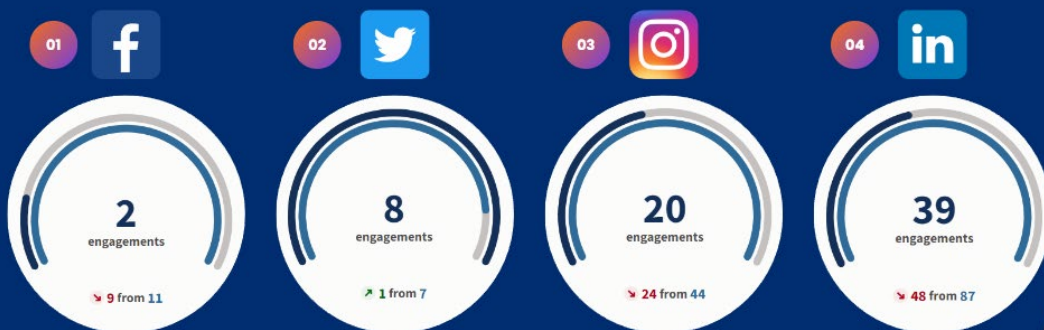 01
f
02
03
04
in
2
engagements
9 from 11
8
engagements
1 from 7
20
engagements
24 from 44
39
engagements
48 from 87